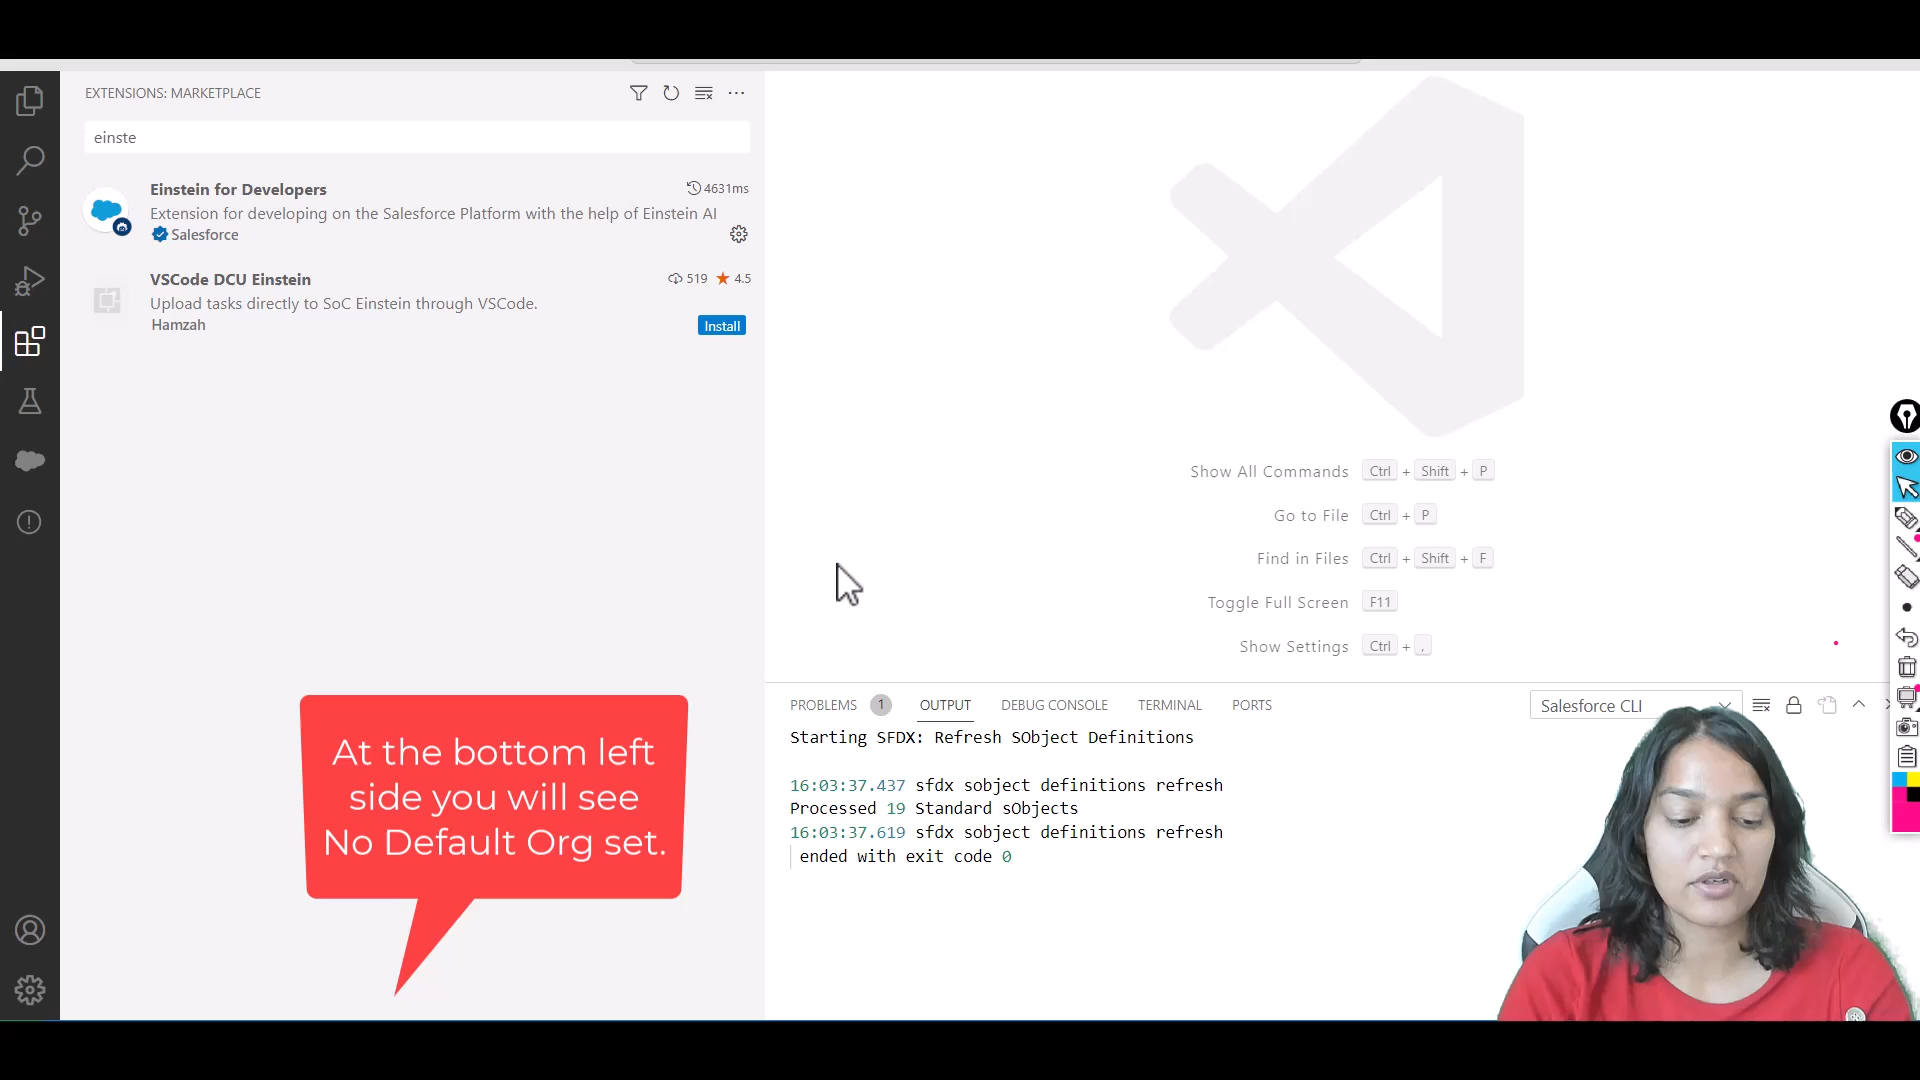 EXTENSIONS: MARKETPLACE
einste
Einstein for Developers
4631ms
Extension for developing on the Salesforce Platform with the help of Einstein AI
Salesforce
VSCode DCU Einstein
519 4.5
Upload tasks directly to SoC Einstein through VSCode.
Hamzah
Install
Show All Commands Ctrl + Shift + P
Go to File Ctrl + P
Find in Files Ctrl + Shift + F
Toggle Full Screen F11
Show Settings Ctrl + ,
At the bottom left
side you will see
No Default Org set.
PROBLEMS 1 OUTPUT DEBUG CONSOLE TERMINAL PORTS
Salesforce CLI
Starting SFDX: Refresh SObject Definitions
16:03:37.437 sfdx sobject definitions refresh
Processed 19 Standard sObjects
16:03:37.619 sfdx sobject definitions refresh
ended with exit code 0